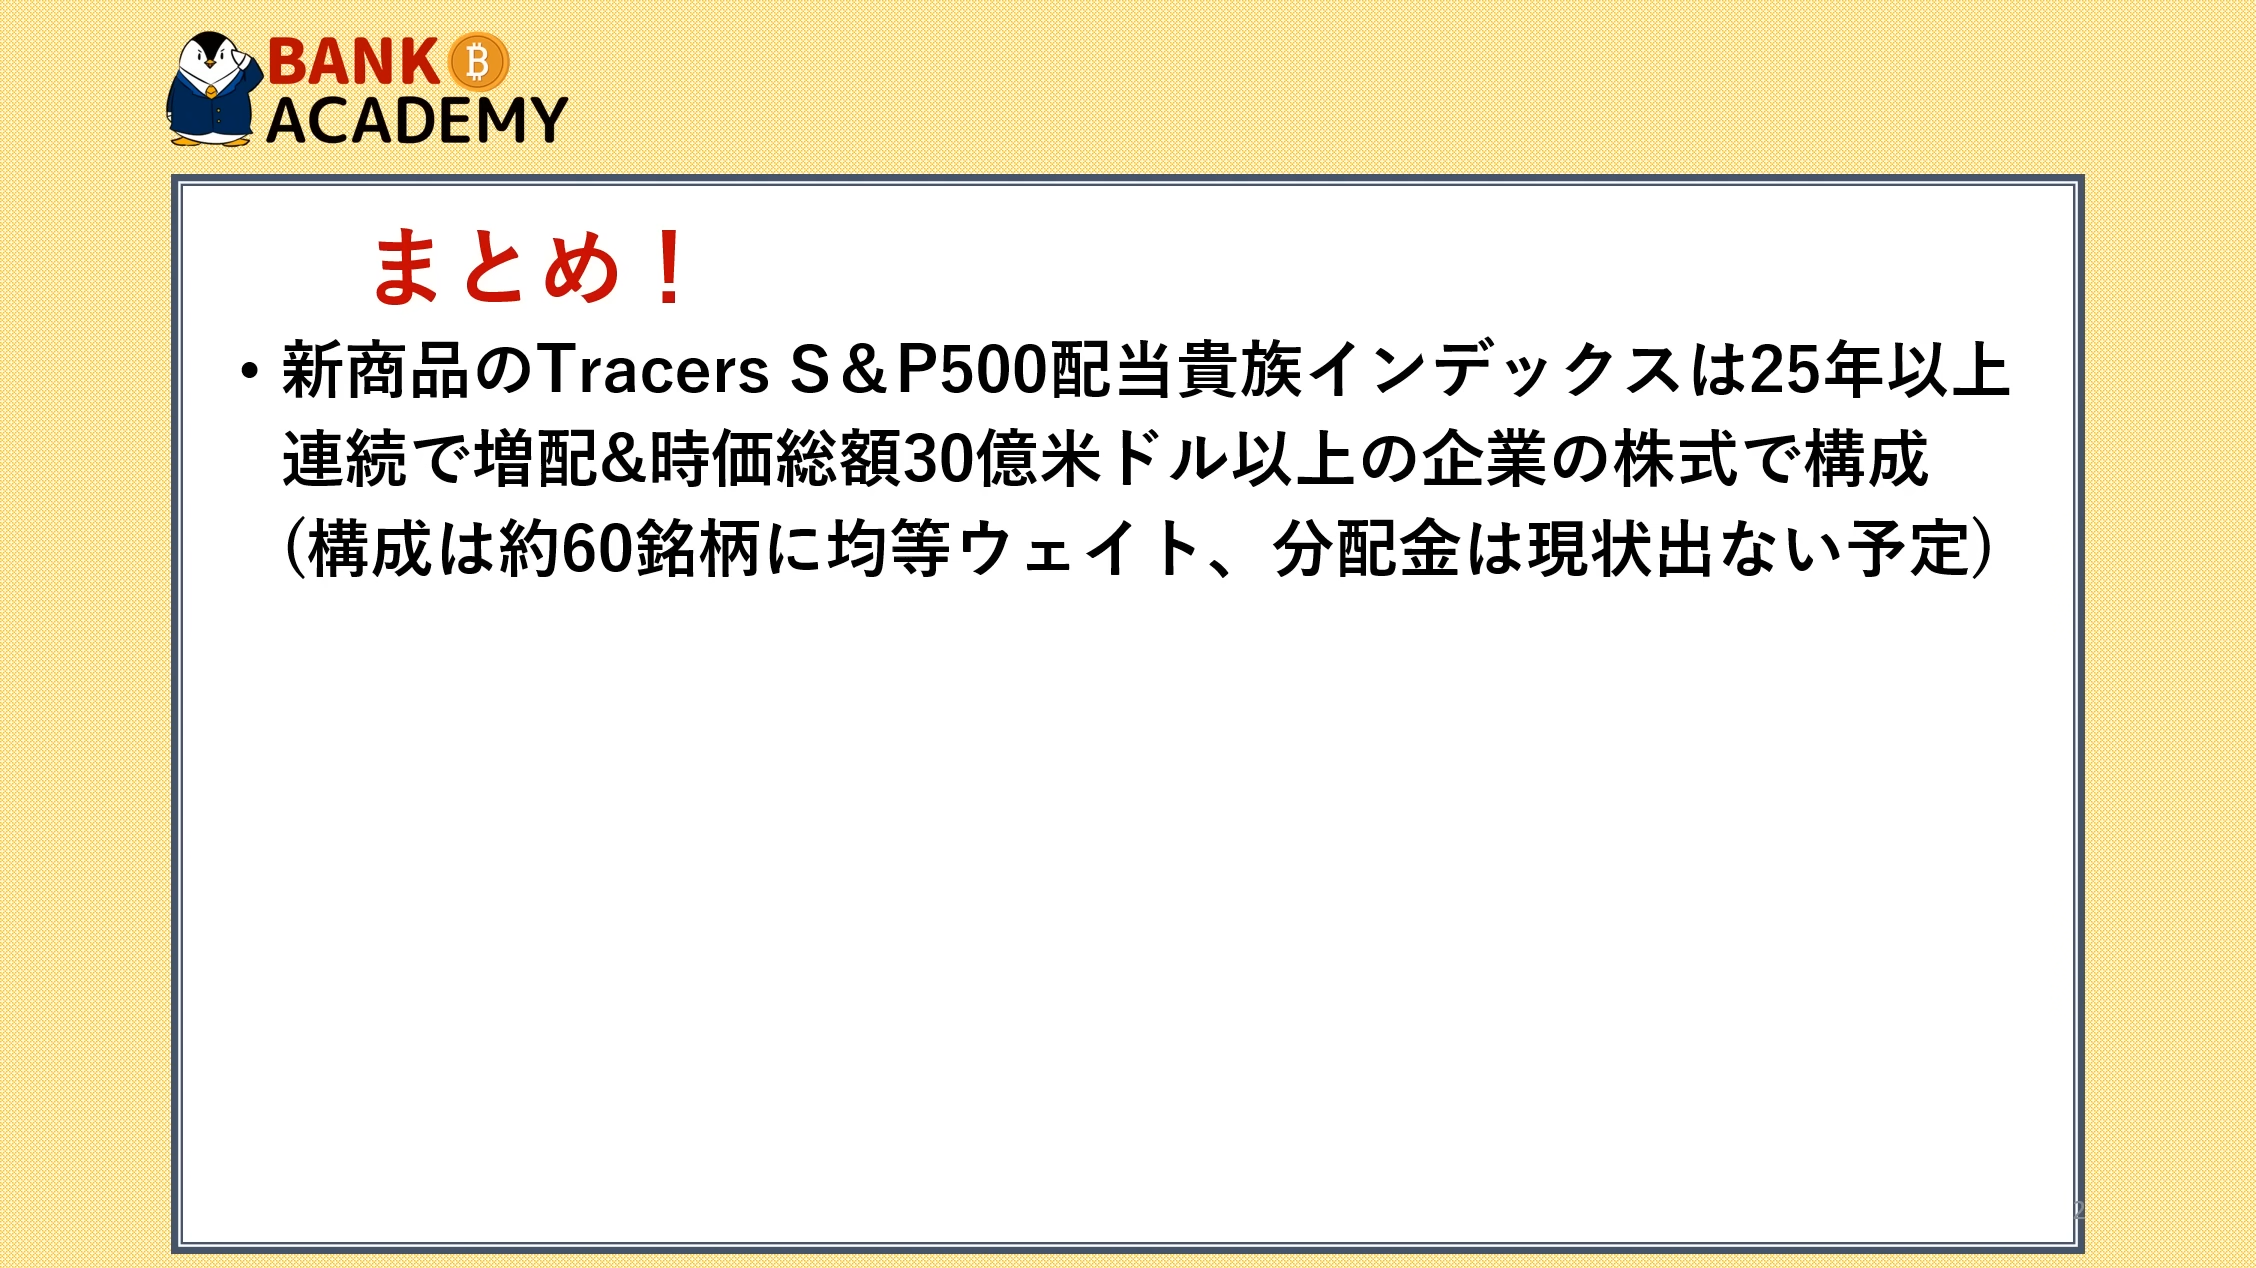 BANK
ACADEMY
まとめ！
・新商品のTracers S＆P500配当貴族インデックスは25年以上
連続で増配&時価総額30億米ドル以上の企業の株式で構成
(構成は約60銘柄に均等ウェイト、分配金は現状出ない予定)
2